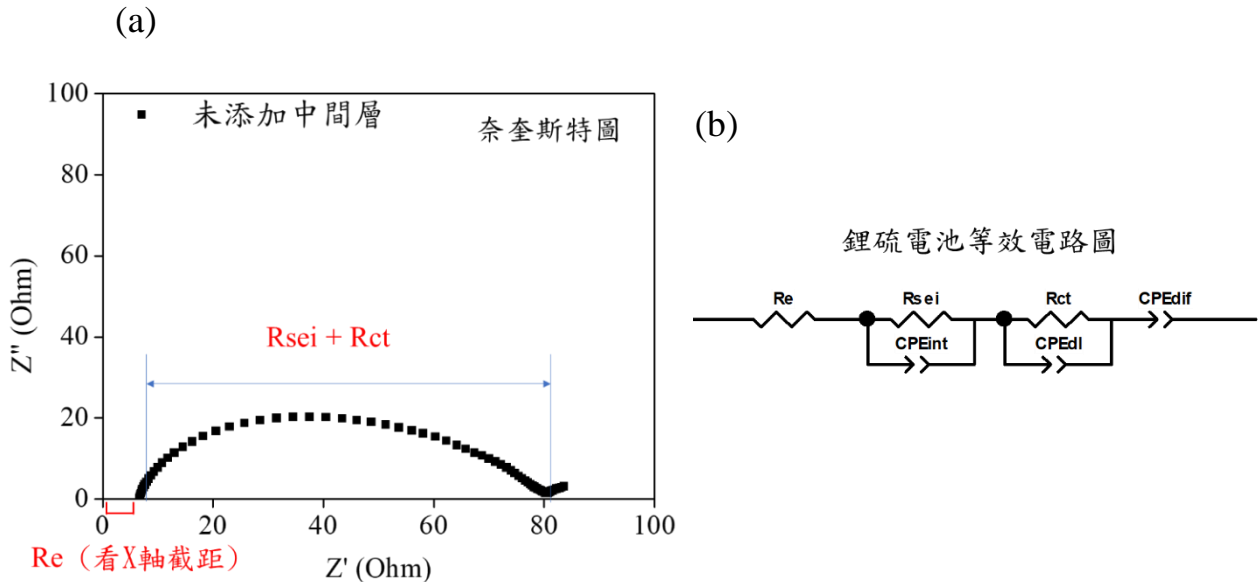 (a)
100
80
60
40
20
0
Z" (Ohm)
未添加中間層
奈奎斯特圖
Rsei + Rct
0 20 40 60 80 100
Re（看X軸截距）
Z' (Ohm)
(b)
鋰硫電池等效電路圖
Re Rsei Rct CPEdif
CPEint CPEdl